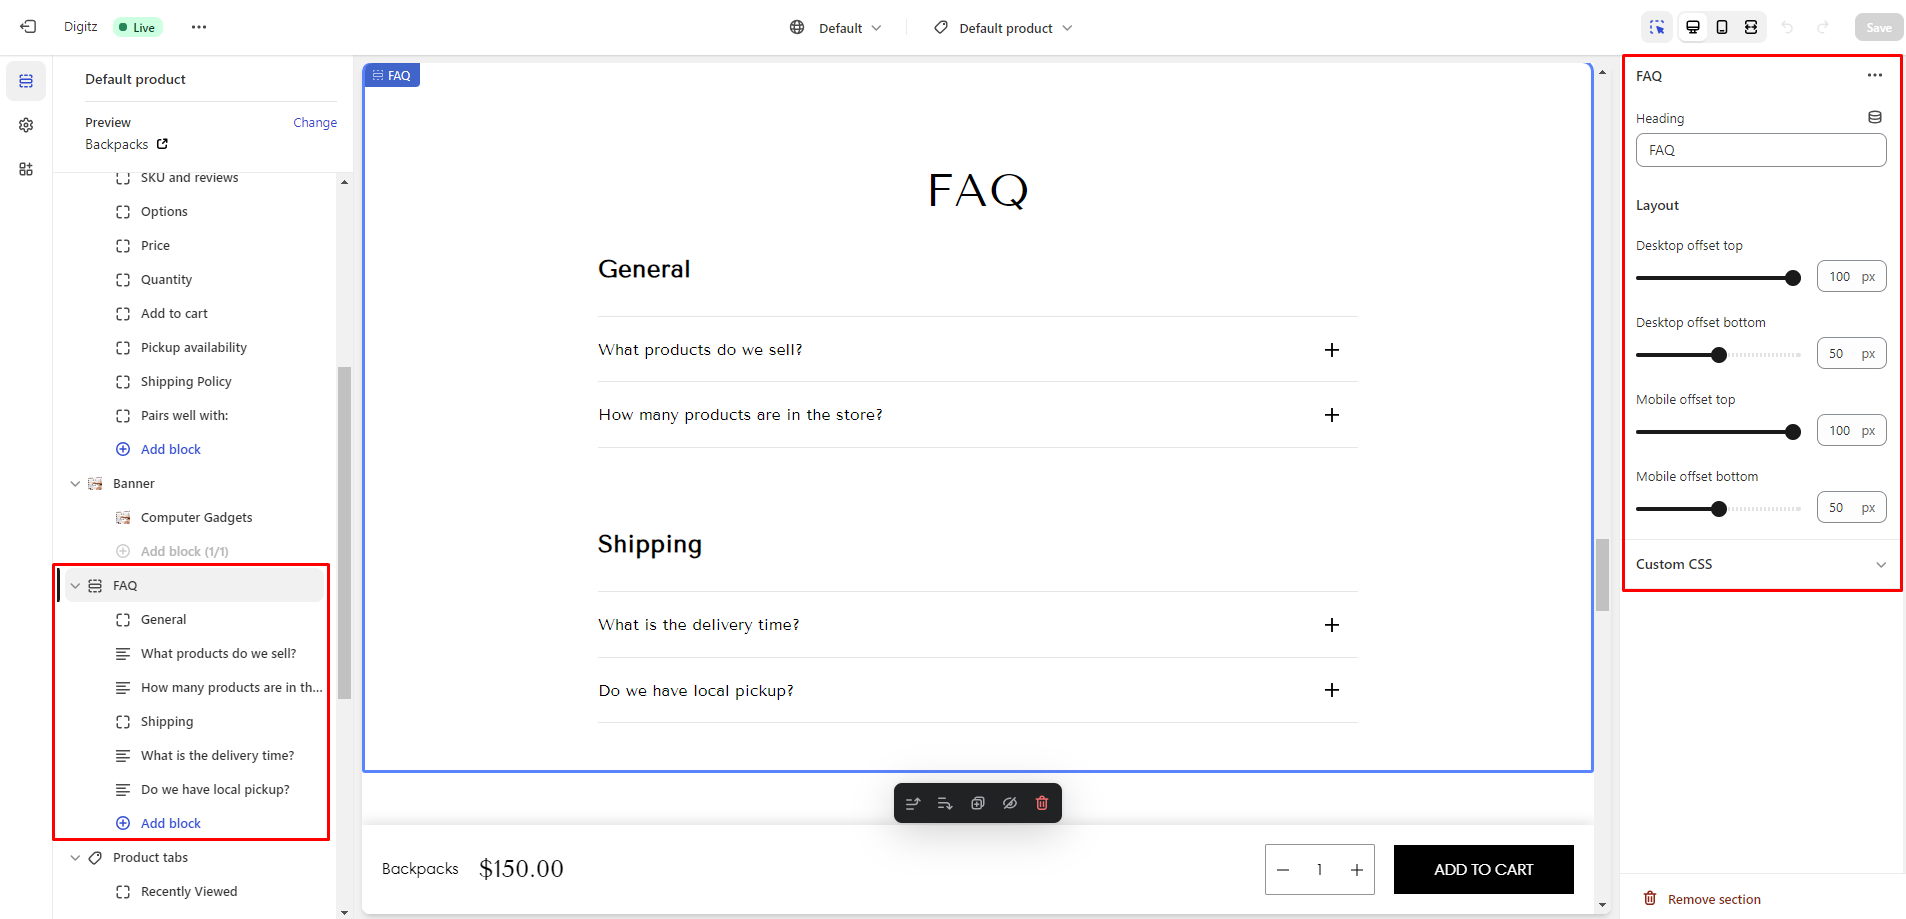 Digitz
Live
Default
Default product
Save
Default product
Preview
Change
Backpacks
SKU and reviews
Options
Price
Quantity
Add to cart
Pickup availability
Shipping Policy
Pairs well with:
Add block
Banner
Computer Gadgets
Add block (1/1)
FAQ
General
What products do we sell?
How many products are in th...
Shipping
What is the delivery time?
Do we have local pickup?
Add block
Product tabs
Recently Viewed
FAQ
FAQ
General
What products do we sell?
How many products are in the store?
Shipping
What is the delivery time?
Do we have local pickup?
Backpacks
$150.00
1
ADD TO CART
FAQ
Heading
FAQ
Layout
Desktop offset top
100 px
Desktop offset bottom
50 px
Mobile offset top
100 px
Mobile offset bottom
50 px
Custom CSS
Remove section